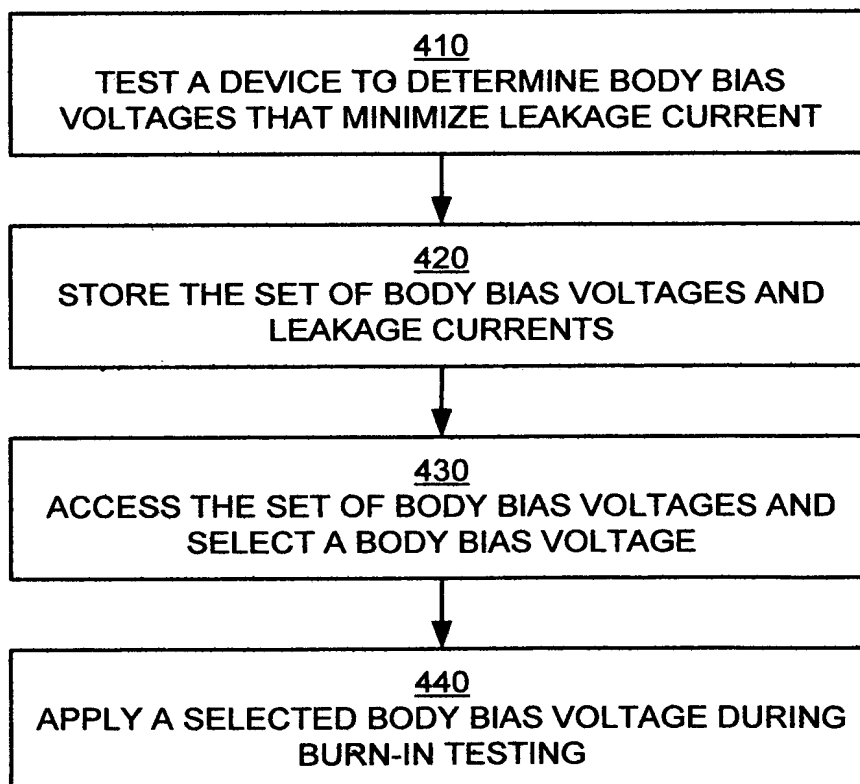 410
TEST A DEVICE TO DETERMINE BODY BIAS
VOLTAGES THAT MINIMIZE LEAKAGE CURRENT
420
STORE THE SET OF BODY BIAS VOLTAGES AND
LEAKAGE CURRENTS
430
ACCESS THE SET OF BODY BIAS VOLTAGES AND
SELECT A BODY BIAS VOLTAGE
440
APPLY A SELECTED BODY BIAS VOLTAGE DURING
BURN-IN TESTING